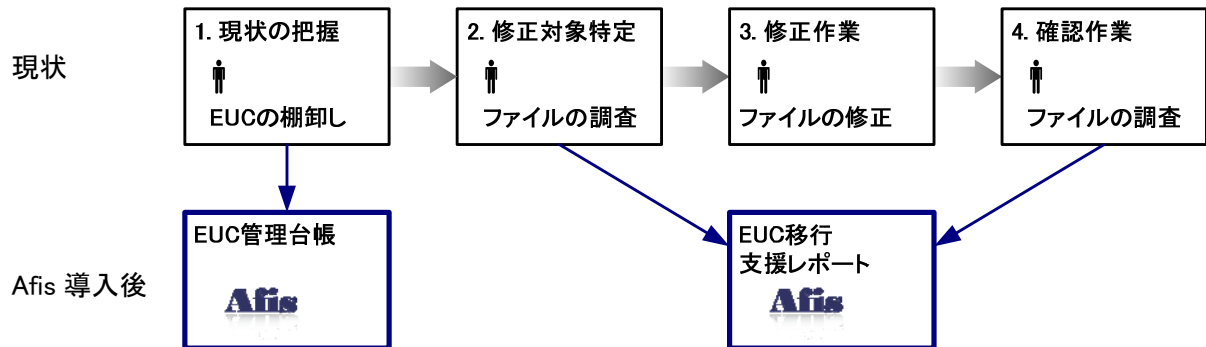 現状
1. 現状の把握
EUCの棚卸し
2. 修正対象特定
ファイルの調査
3. 修正作業
ファイルの修正
4. 確認作業
ファイルの調査
Afis 導入後
EUC管理台帳
Afis
EUC移行
支援レポート
Afis